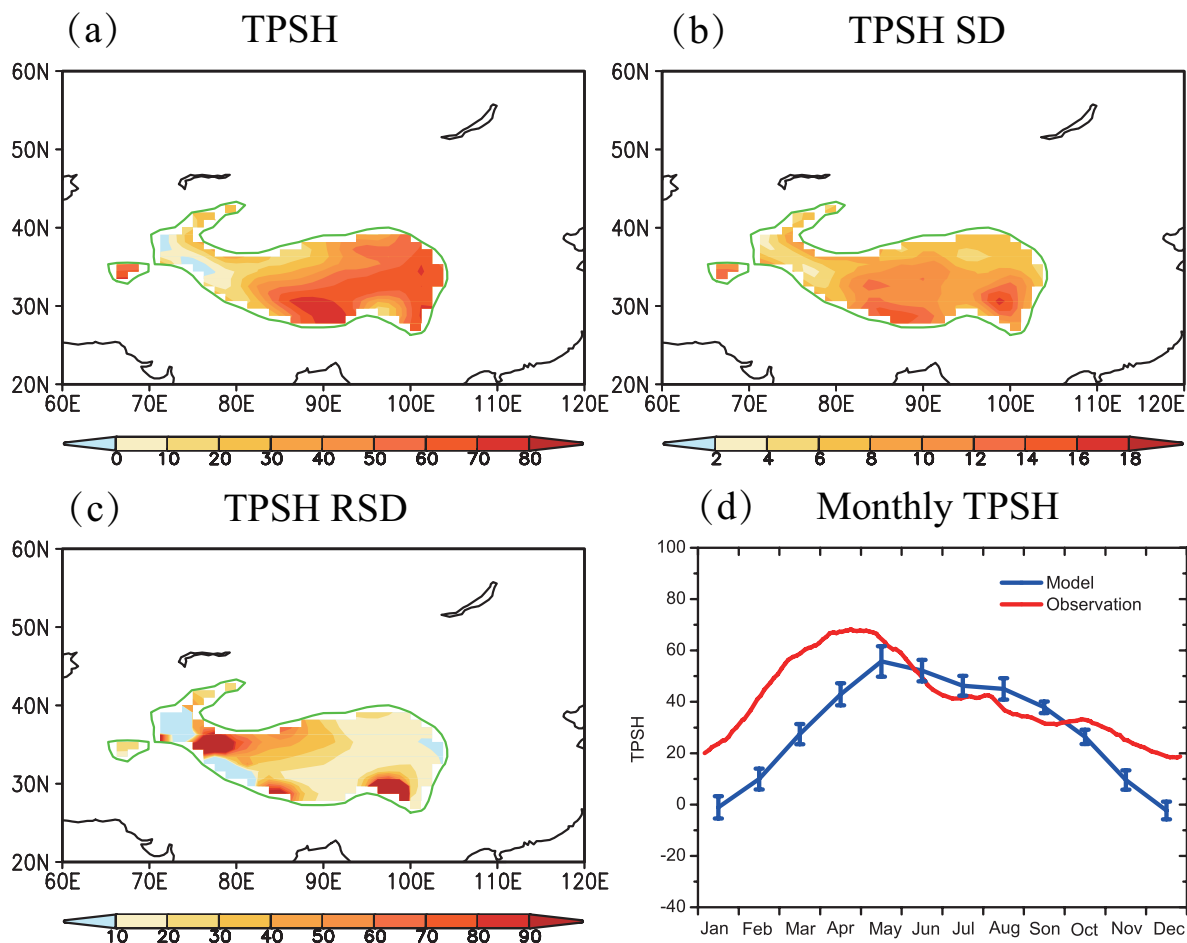 (a) TPSH
(b) TPSH SD
60N
50N
40N
30N
20N
60E 70E 80E 90E 100E 110E 120E
0 10 20 30 40 50 60 70 80
60N
50N
40N
30N
20N
60E 70E 80E 90E 100E 110E 120E
2 4 6 8 10 12 14 16 18
(c) TPSH RSD
(d) Monthly TPSH
60N
50N
40N
30N
20N
60E 70E 80E 90E 100E 110E 120E
10 20 30 40 50 60 70 80 90
100
80
60
40
20
0
-20
-40
TPSH
Model
Observation
Jan Feb Mar Apr May Jun Jul Aug Son Oct Nov Dec